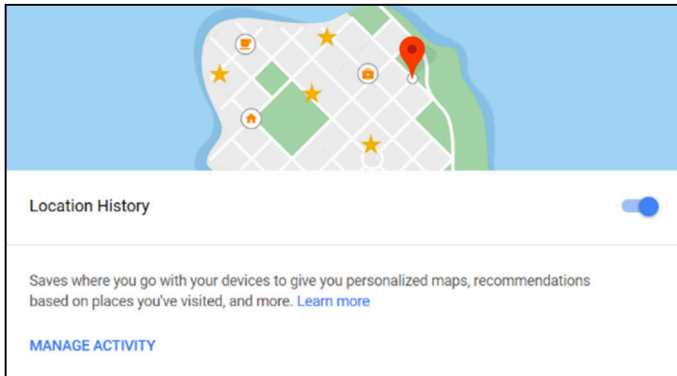 Location History
Saves where you go with your devices to give you personalized maps, recommendations
based on places you've visited, and more. Learn more
MANAGE ACTIVITY